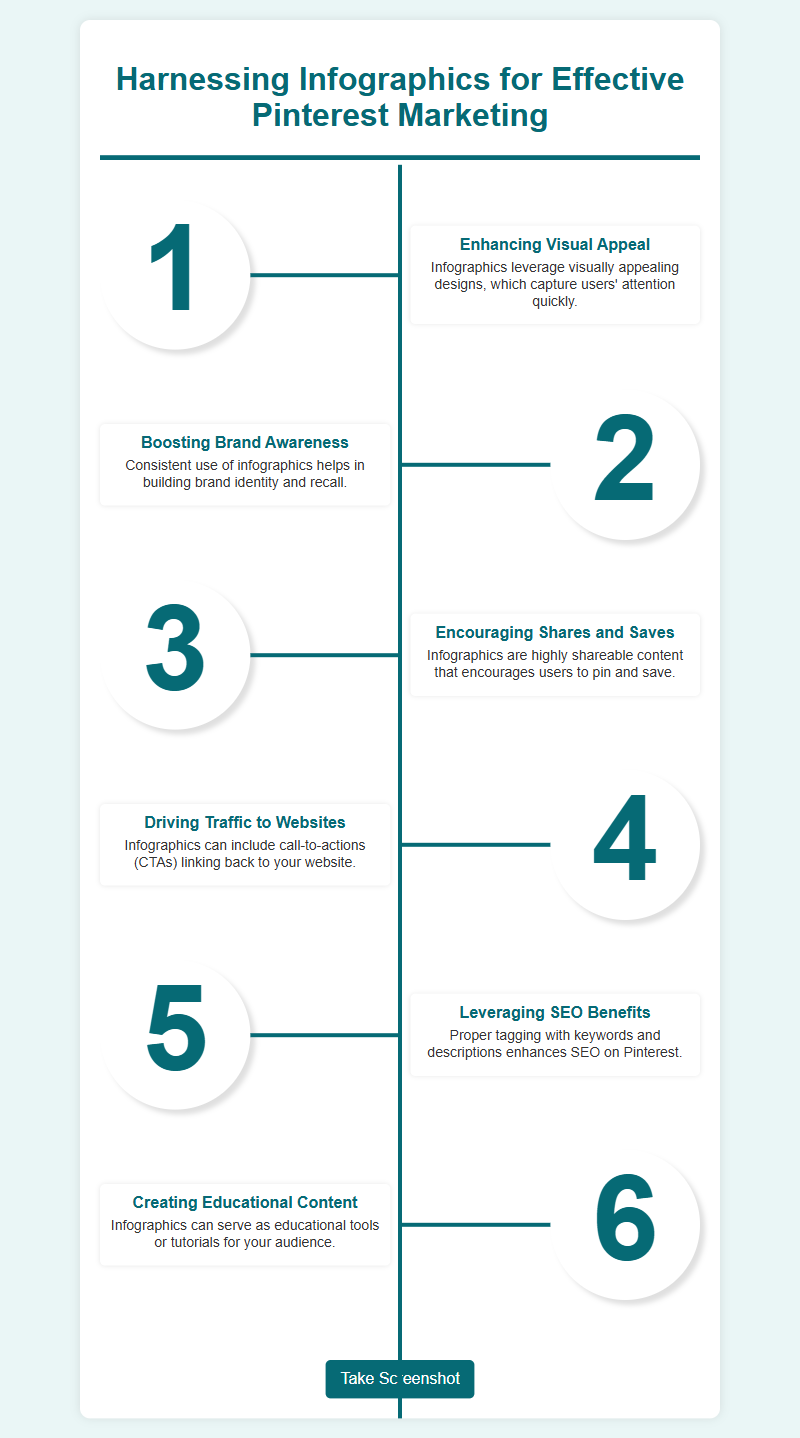 Harnessing Infographics for Effective
Pinterest Marketing
1
Enhancing Visual Appeal
Infographics leverage visually appealing
designs, which capture users' attention
quickly.
Boosting Brand Awareness
Consistent use of infographics helps in
building brand identity and recall.
2
3
Encouraging Shares and Saves
Infographics are highly shareable content
that encourages users to pin and save.
Driving Traffic to Websites
Infographics can include call-to-actions
(CTAs) linking back to your website.
4
5
Leveraging SEO Benefits
Proper tagging with keywords and
descriptions enhances SEO on Pinterest.
Creating Educational Content
Infographics can serve as educational tools
or tutorials for your audience.
6
Take Screenshot